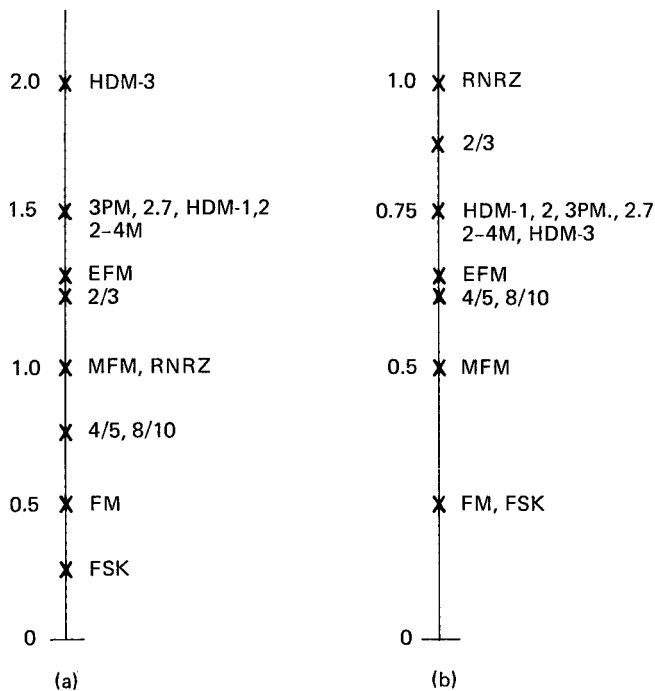 2.0 HDM-3
1.5 3PM, 2.7, HDM-1,2
2-4M
EFM
2/3
1.0 MFM, RNRZ
4/5, 8/10
0.5 FM
FSK
0
(a)
1.0 RNRZ
2/3
0.75 HDM-1, 2, 3PM., 2.7
2-4M, HDM-3
EFM
4/5, 8/10
0.5 MFM
FM, FSK
0
(b)